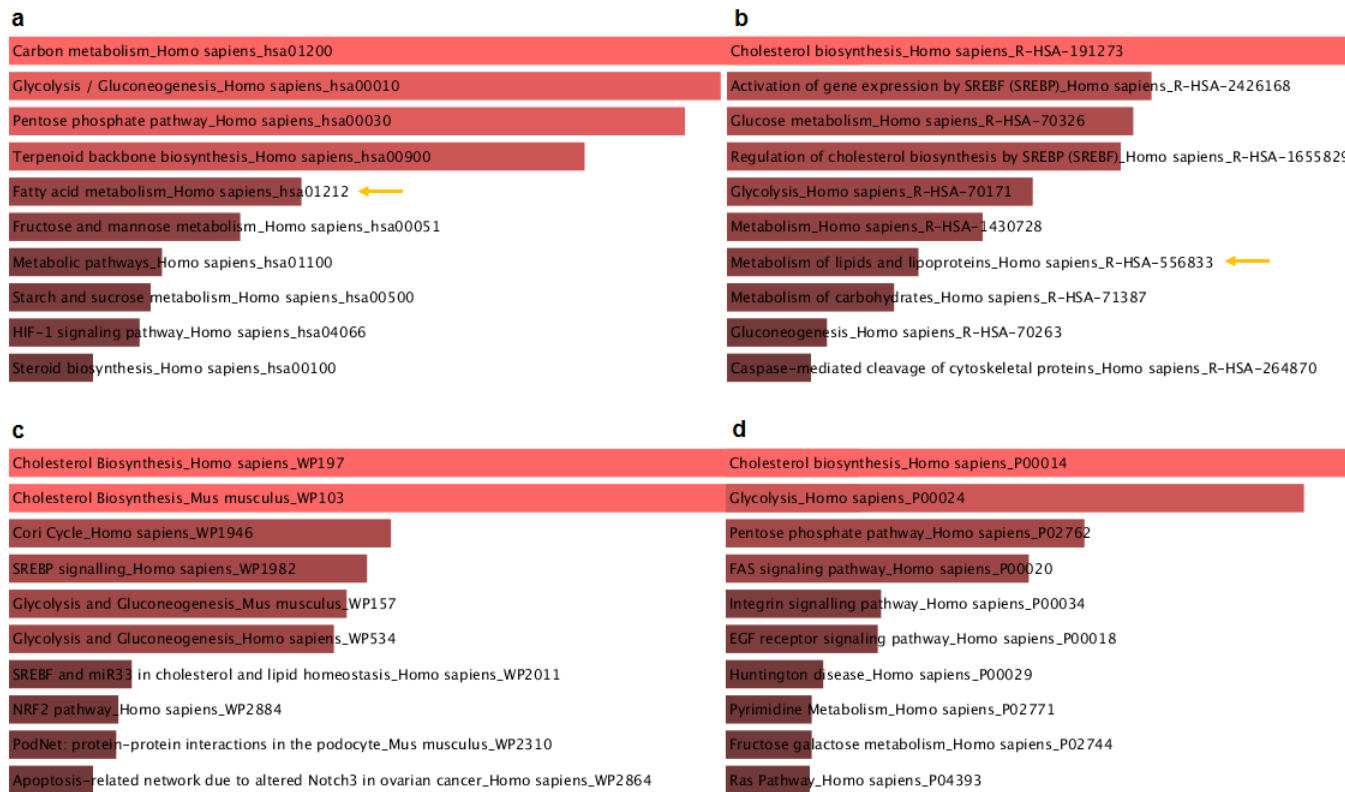 a
Carbon metabolism_Homo sapiens_hsa01200
Glycolysis / Gluconeogenesis_Homo sapiens_hsa00010
Pentose phosphate pathway_Homo sapiens_hsa00030
Terpenoid backbone biosynthesis_Homo sapiens_hsa00900
Fatty acid metabolism_Homo sapiens_hsa01212
Fructose and mannose metabolism_Homo sapiens_hsa00051
Metabolic pathways_Homo sapiens_hsa01100
Starch and sucrose metabolism_Homo sapiens_hsa00500
HIF-1 signaling pathway_Homo sapiens_hsa04066
Steroid biosynthesis_Homo sapiens_hsa00100
b
Cholesterol biosynthesis_Homo sapiens_R-HSA-191273
Activation of gene expression by SREBF (SREBP)_Homo sapiens_R-HSA-2426168
Glucose metabolism_Homo sapiens_R-HSA-70326
Regulation of cholesterol biosynthesis by SREBP (SREBF)_Homo sapiens_R-HSA-1655829
Glycolysis_Homo sapiens_R-HSA-70171
Metabolism_Homo sapiens_R-HSA-1430728
Metabolism of lipids and lipoproteins_Homo sapiens_R-HSA-556833
Metabolism of carbohydrates_Homo sapiens_R-HSA-71387
Gluconeogenesis_Homo sapiens_R-HSA-70263
Caspase-mediated cleavage of cytoskeletal proteins_Homo sapiens_R-HSA-264870
c
Cholesterol Biosynthesis_Homo sapiens_WP197
Cholesterol Biosynthesis_Mus musculus_WP103
Cori Cycle_Homo sapiens_WP1946
SREBP signalling_Homo sapiens_WP1982
Glycolysis and Gluconeogenesis_Mus musculus_WP157
Glycolysis and Gluconeogenesis_Homo sapiens_WP534
SREBF and miR33 in cholesterol and lipid homeostasis_Homo sapiens_WP2011
NRF2 pathway_Homo sapiens_WP2884
PodNet: protein-protein interactions in the podocyte_Mus musculus_WP2310
Apoptosis-related network due to altered Notch3 in ovarian cancer_Homo sapiens_WP2864
d
Cholesterol biosynthesis_Homo sapiens_P00014
Glycolysis_Homo sapiens_P00024
Pentose phosphate pathway_Homo sapiens_P02762
FAS signaling pathway_Homo sapiens_P00020
Integrin signalling pathway_Homo sapiens_P00034
EGF receptor signaling pathway_Homo sapiens_P00018
Huntington disease_Homo sapiens_P00029
Pyrimidine Metabolism_Homo sapiens_P02771
Fructose galactose metabolism_Homo sapiens_P02744
Ras Pathway_Homo sapiens_P04393